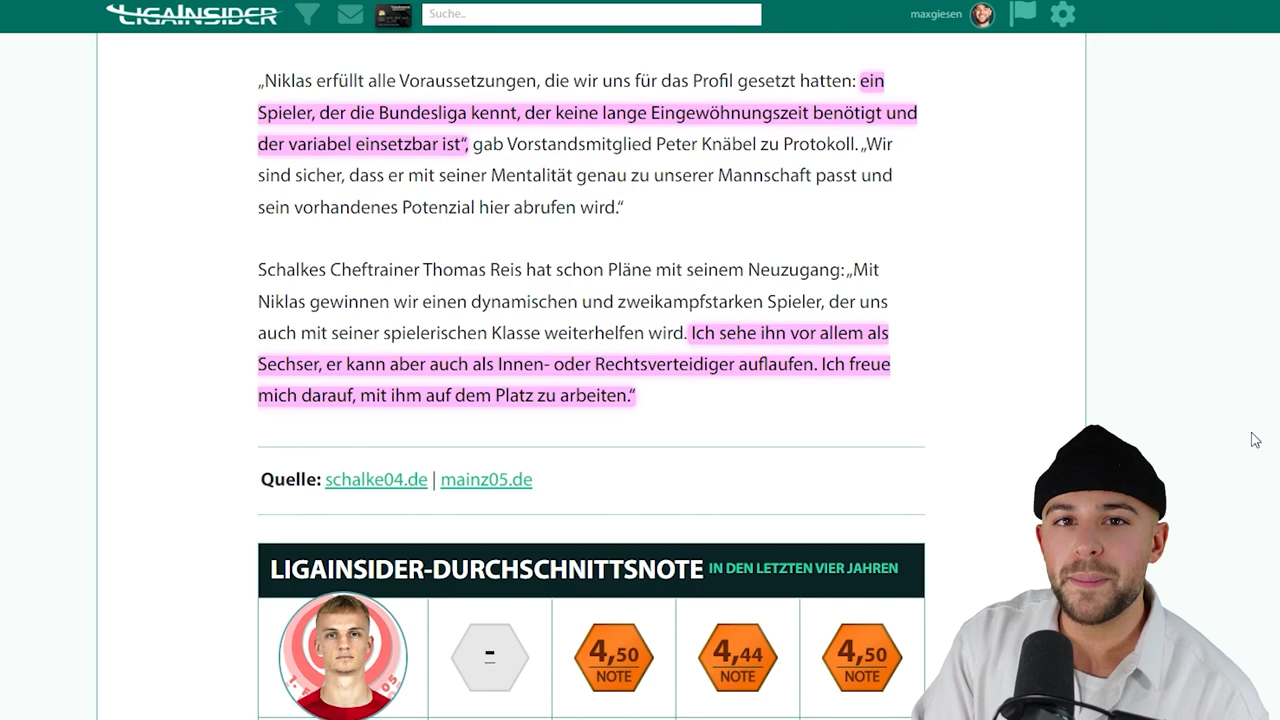 LIGAINSIDER
Suche..
maxgiesen
„Niklas erfüllt alle Voraussetzungen, die wir uns für das Profil gesetzt hatten: ein
Spieler, der die Bundesliga kennt, der keine lange Eingewöhnungszeit benötigt und
der variabel einsetzbar ist“, gab Vorstandsmitglied Peter Knäbel zu Protokoll. „Wir
sind sicher, dass er mit seiner Mentalität genau zu unserer Mannschaft passt und
sein vorhandenes Potenzial hier abrufen wird.“
Schalkes Cheftrainer Thomas Reis hat schon Pläne mit seinem Neuzugang: „Mit
Niklas gewinnen wir einen dynamischen und zweikampfstarken Spieler, der uns
auch mit seiner spielerischen Klasse weiterhelfen wird. Ich sehe ihn vor allem als
Sechser, er kann aber auch als Innen- oder Rechtsverteidiger auflaufen. Ich freue
mich darauf, mit ihm auf dem Platz zu arbeiten.“
Quelle: schalke04.de | mainz05.de
LIGAINSIDER-DURCHSCHNITTSNOTE IN DEN LETZTEN VIER JAHREN
- 4,50 4,44 4,50
NOTE NOTE NOTE